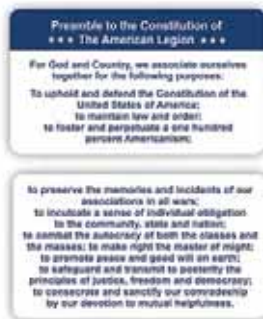 Preamble to the Constitution of
★ ★ ★ The American Legion ★ ★ ★
For God and Country, we associate ourselves
together for the following purposes:
To uphold and defend the Constitution of the
United States of America;
to maintain law and order;
to foster and perpetuate a one hundred
percent Americanism;
to preserve the memories and incidents of our
associations in all wars;
to inculcate a sense of individual obligation
to the community, state and nation;
to combat the autocracy of both the classes and
the masses; to make right the master of might;
to promote peace and good will on earth;
to safeguard and transmit to posterity the
principles of justice, freedom and democracy;
to consecrate and sanctify our comradeship
by our devotion to mutual helpfulness.